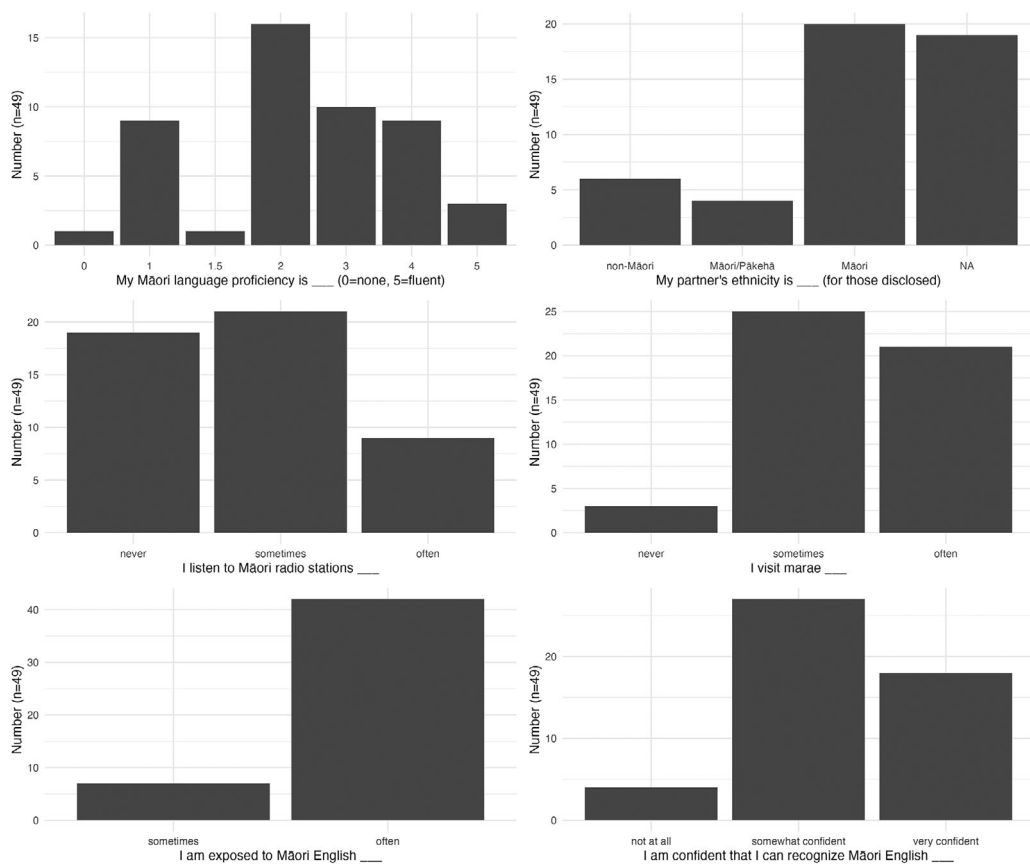 Number (n=49)
15
10
5
0
0 1 1.5 2 3 4 5
My Māori language proficiency is ___ (0=none, 5=fluent)
Number (n=49)
20
15
10
5
0
non-Māori Māori/Pākehā Māori NA
My partner's ethnicity is ___ (for those disclosed)
Number (n=49)
20
15
10
5
0
never sometimes often
I listen to Māori radio stations ___
Number (n=49)
25
20
15
10
5
0
never sometimes often
I visit marae ___
Number (n=49)
40
30
20
10
0
sometimes often
I am exposed to Māori English ___
Number (n=49)
20
10
0
not at all somewhat confident very confident
I am confident that I can recognize Māori English ___